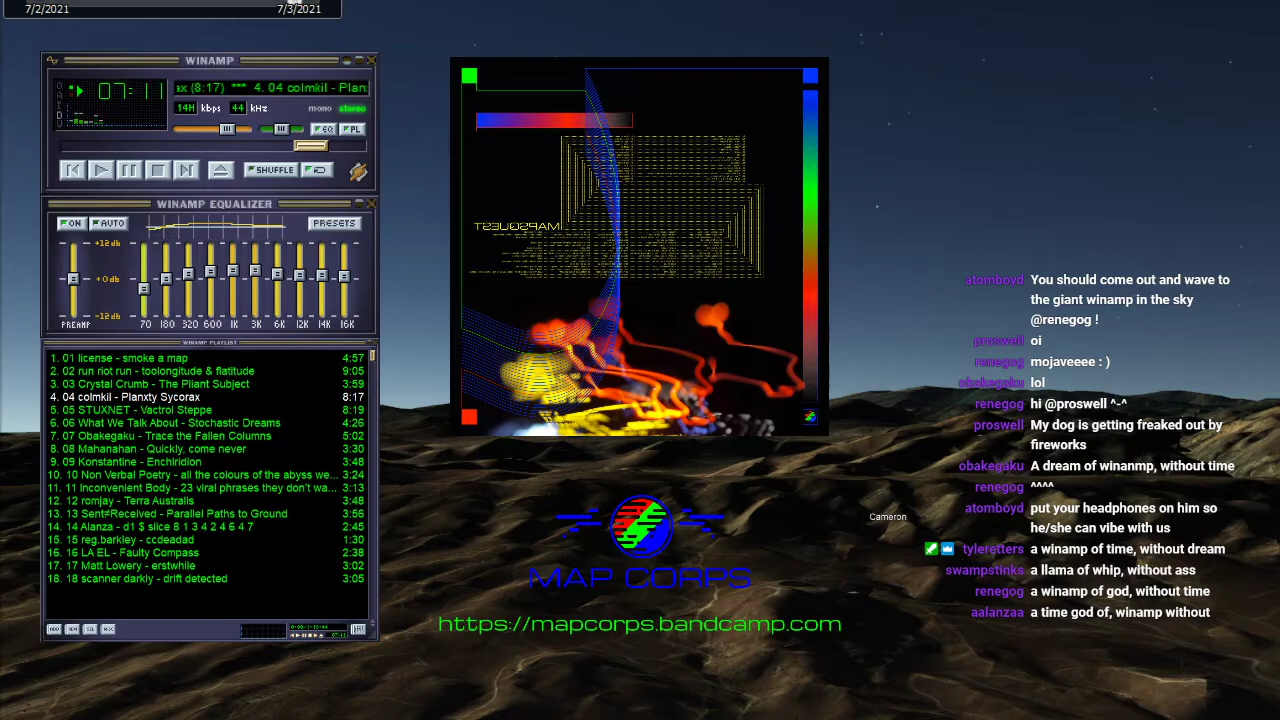 7/2/2021
7/3/2021
WINAMP
07:11
ax (8:17) *** 4. 04 colmkil - Plan
14H kbps 44 kHz mono stereo
EQ PL
SHUFFLE
WINAMP EQUALIZER
ON AUTO PRESETS
+12db
+0db
-12db
PREAMP 70 180 320 600 1K 3K 6K 12K 14K 16K
WINAMP PLAYLIST
1. 01 license - smoke a map 4:57
2. 02 run riot run - toolongitude & flatitude 9:05
3. 03 Crystal Crumb - The Pliant Subject 3:59
4. 04 colmkil - Planxty Sycorax 8:17
5. 05 STUXNET - Vactrol Steppe 8:19
6. 06 What We Talk About - Stochastic Dreams 4:26
7. 07 Obakegaku - Trace the Fallen Columns 5:02
8. 08 Mahanahan - Quickly, come never 3:30
9. 09 Konstantine - Enchiridion 3:48
10. 10 Non Verbal Poetry - all the colours of the abyss we... 3:24
11. 11 Inconvenient Body - 23 viral phrases they don't wa... 3:13
12. 12 romjay - Terra Australis 3:48
13. 13 Sent≠Received - Parallel Paths to Ground 3:56
14. 14 Alanza - d1 $ slice 8 1 3 4 2 4 6 4 7 2:45
15. 15 reg.barkley - ccdeadad 1:30
16. 16 LA EL - Faulty Compass 2:38
17. 17 Matt Lowery - erstwhile 3:02
18. 18 scanner darkly - drift detected 3:05
MAPSQUEST
MAP CORPS
https://mapcorps.bandcamp.com
Cameron
atomboyd You should come out and wave to
the giant winamp in the sky
@renegog !
proswell oi
renegog mojaveeee : )
obakegaku lol
renegog hi @proswell ^-^
proswell My dog is getting freaked out by
fireworks
obakegaku A dream of winanmp, without time
renegog ^^^^
atomboyd put your headphones on him so
he/she can vibe with us
tyleretters a winamp of time, without dream
swampstinks a llama of whip, without ass
renegog a winamp of god, without time
aalanzaa a time god of, winamp without